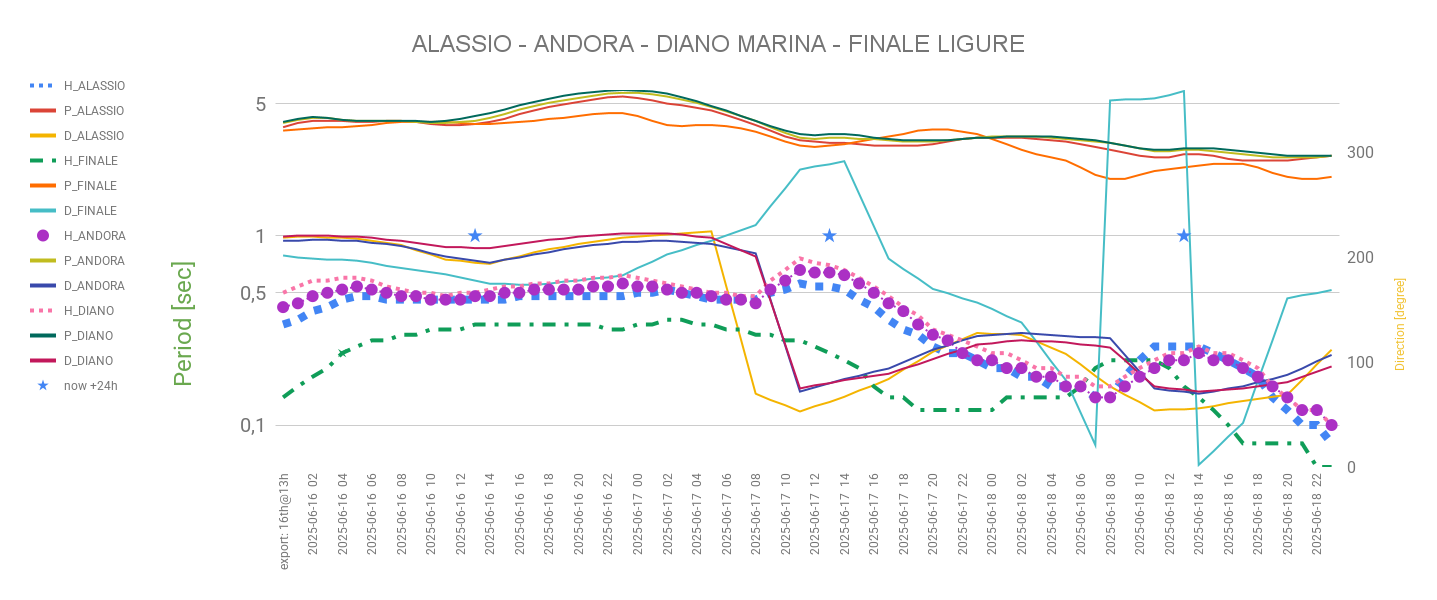 ALASSIO - ANDORA - DIANO MARINA - FINALE LIGURE
H_ALASSIO
P_ALASSIO
D_ALASSIO
H_FINALE
P_FINALE
D_FINALE
H_ANDORA
P_ANDORA
D_ANDORA
H_DIANO
P_DIANO
D_DIANO
now +24h
Period [sec]
5
1
0,5
0,1
300
200
100
0
Direction [degree]
export: 16th@13h
2025-06-16 02
2025-06-16 04
2025-06-16 06
2025-06-16 08
2025-06-16 10
2025-06-16 12
2025-06-16 14
2025-06-16 16
2025-06-16 18
2025-06-16 20
2025-06-16 22
2025-06-17 00
2025-06-17 02
2025-06-17 04
2025-06-17 06
2025-06-17 08
2025-06-17 10
2025-06-17 12
2025-06-17 14
2025-06-17 16
2025-06-17 18
2025-06-17 20
2025-06-17 22
2025-06-18 00
2025-06-18 02
2025-06-18 04
2025-06-18 06
2025-06-18 08
2025-06-18 10
2025-06-18 12
2025-06-18 14
2025-06-18 16
2025-06-18 18
2025-06-18 20
2025-06-18 22